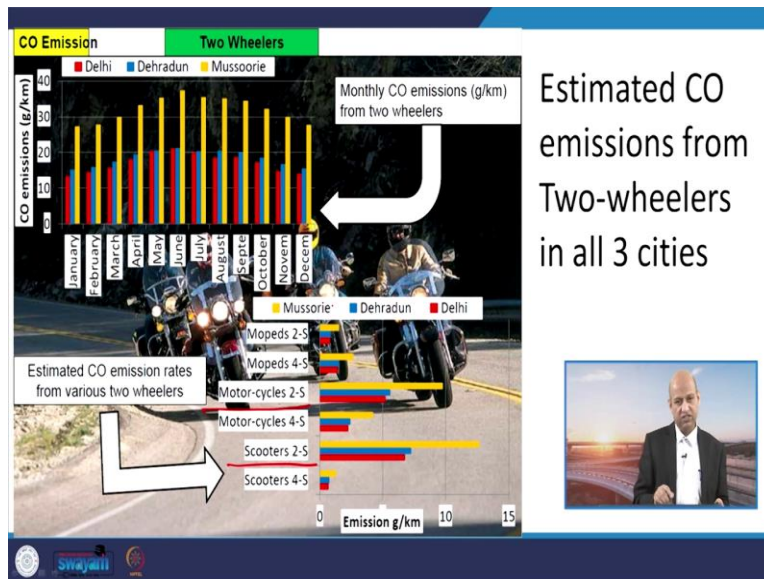 CO Emission
Two Wheelers
Delhi Dehradun Mussoorie
CO emissions (g/km)
40
30
20
10
0
January
February
March
April
May
June
July
August
Septe
October
Novem
Decem
Monthly CO emissions (g/km)
from two wheelers
Estimated CO
emissions from
Two-wheelers
in all 3 cities
Mussorie Dehradun Delhi
Mopeds 2-S
Mopeds 4-S
Motor-cycles 2-S
Motor-cycles 4-S
Scooters 2-S
Scooters 4-S
Estimated CO emission rates
from various two wheelers
0
10
15
Emission g/km
swayam